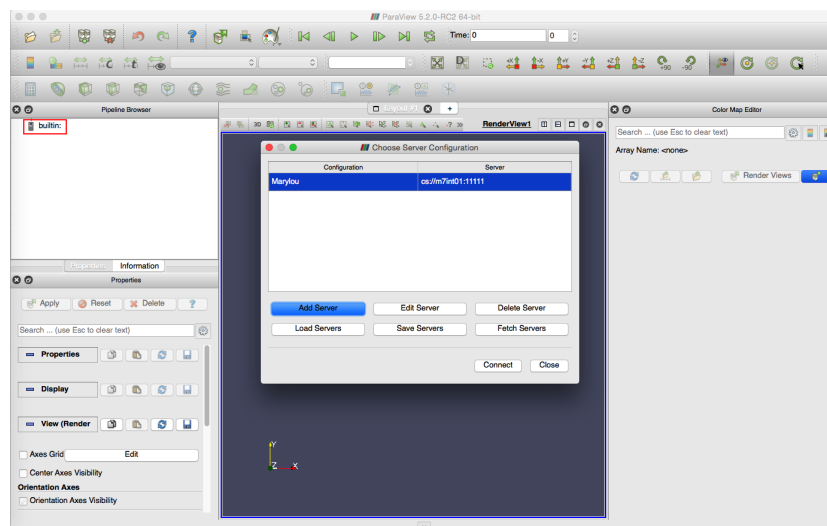 ParaView 5.2.0-RC2 64-bit
Time: 0 0
+X -X +Y -Y +Z -Z +90 -90
Pipeline Browser
Layout #1
+
Color Map Editor
builtin:
3D
RenderView1
Search ... (use Esc to clear text)
Array Name: <none>
Render Views
Choose Server Configuration
Configuration Server
Marylou cs://m7int01:11111
Add Server Edit Server Delete Server
Load Servers Save Servers Fetch Servers
Connect Close
Properties Information
Properties
Apply Reset Delete ?
Search ... (use Esc to clear text)
Properties
Display
View (Render
Axes Grid Edit
Center Axes Visibility
Orientation Axes
Orientation Axes Visibility
Y
Z X